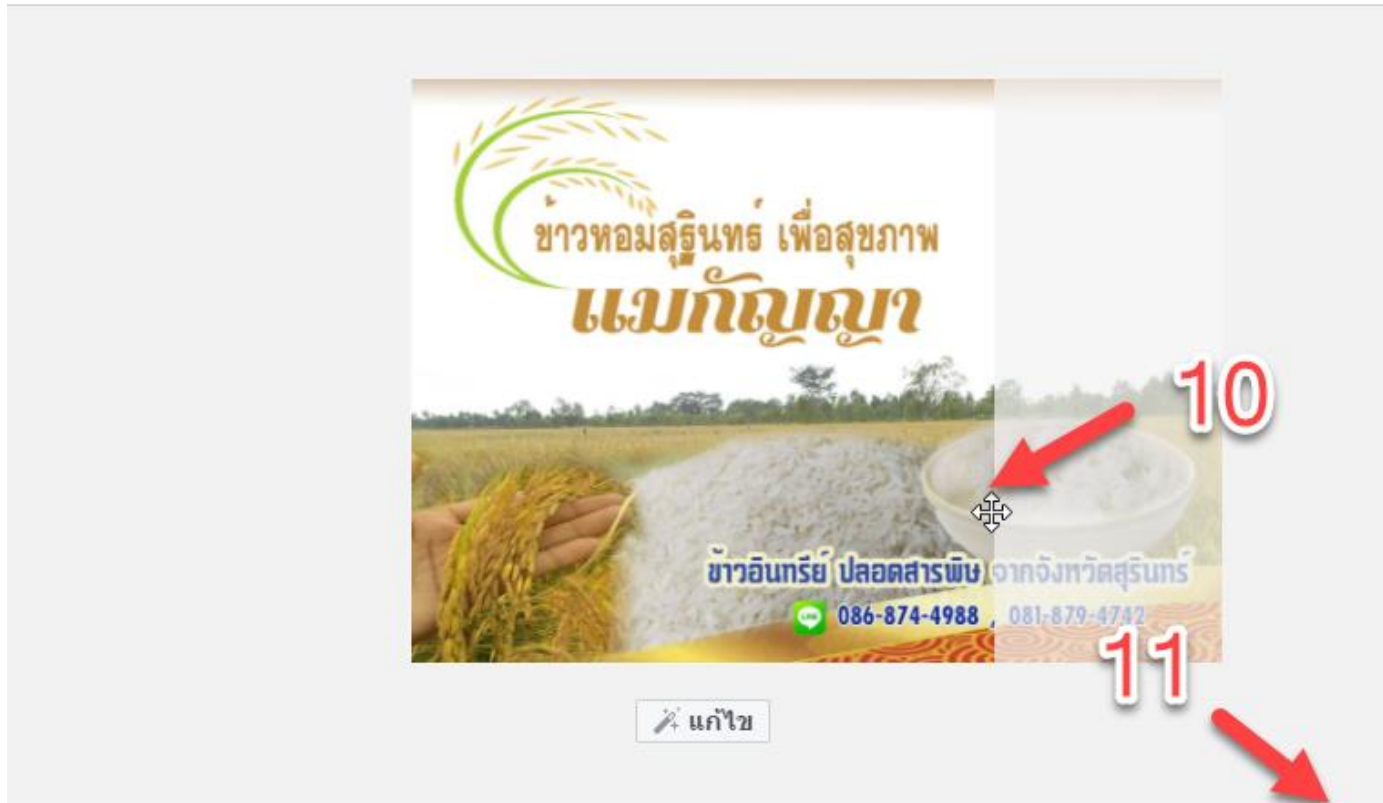 ข้าวหอมสุรินทร์ เพื่อสุขภาพ
แม่กัญญา
10
ข้าวอินทรีย์ ปลอดสารพิษ จากจังหวัดสุรินทร์
LINE 086-874-4988 , 081-879-4742
11
แก้ไข